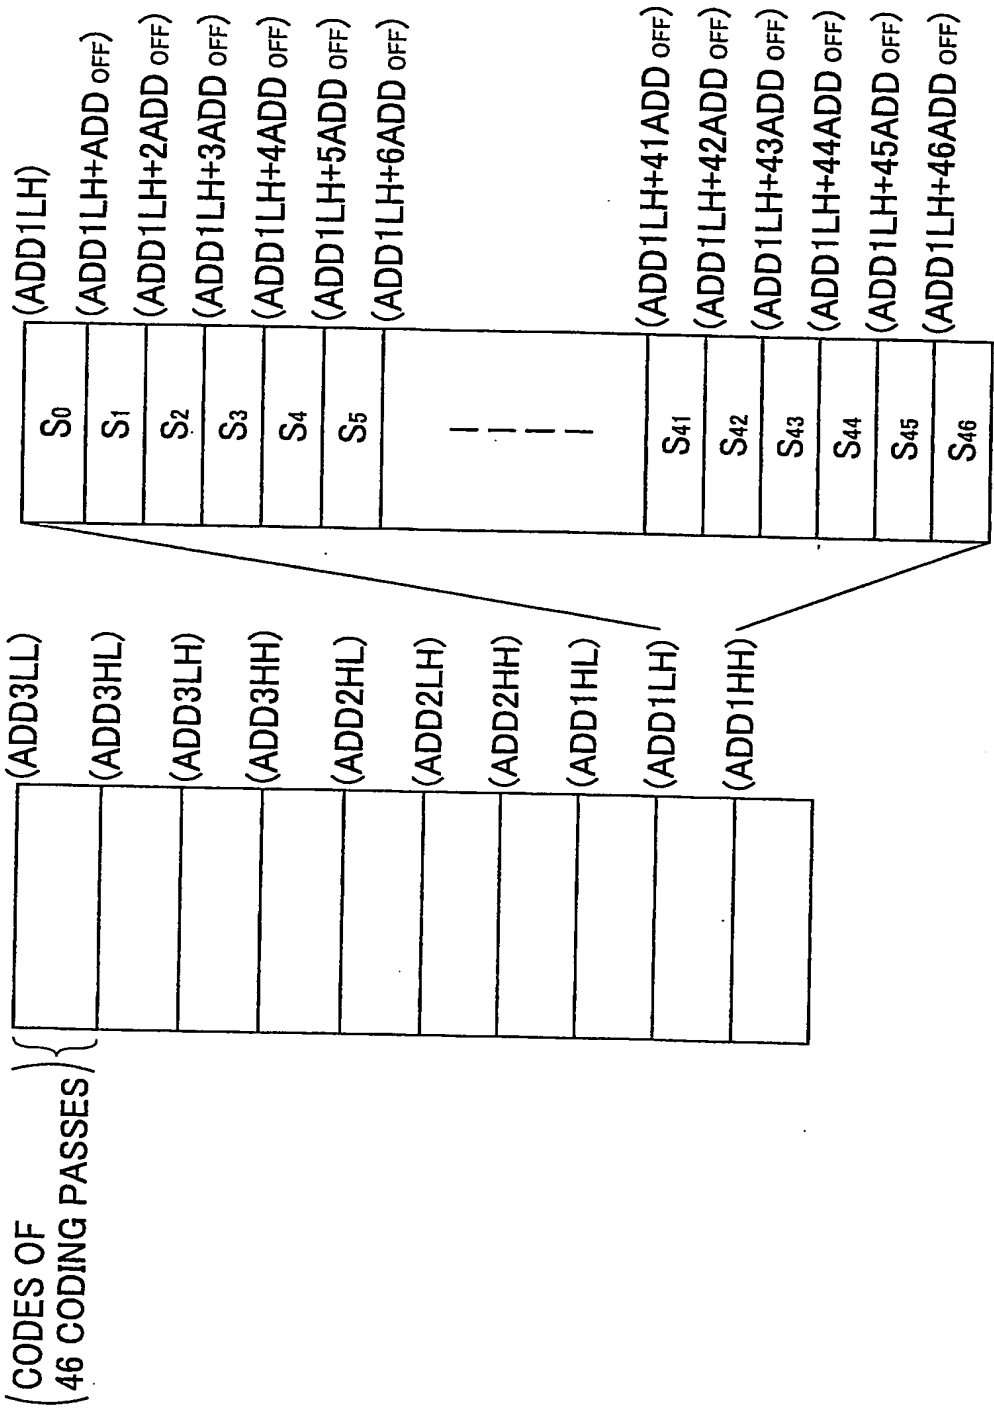 (CODES OF
46 CODING PASSES)
(ADD3LL)
(ADD3HL)
(ADD3LH)
(ADD3HH)
(ADD2HL)
(ADD2LH)
(ADD2HH)
(ADD1HL)
(ADD1LH)
(ADD1HH)
S0 (ADD1LH)
S1 (ADD1LH+ADD OFF)
S2 (ADD1LH+2ADD OFF)
S3 (ADD1LH+3ADD OFF)
S4 (ADD1LH+4ADD OFF)
S5 (ADD1LH+5ADD OFF)
(ADD1LH+6ADD OFF)
S41 (ADD1LH+41ADD OFF)
S42 (ADD1LH+42ADD OFF)
S43 (ADD1LH+43ADD OFF)
S44 (ADD1LH+44ADD OFF)
S45 (ADD1LH+45ADD OFF)
S46 (ADD1LH+46ADD OFF)